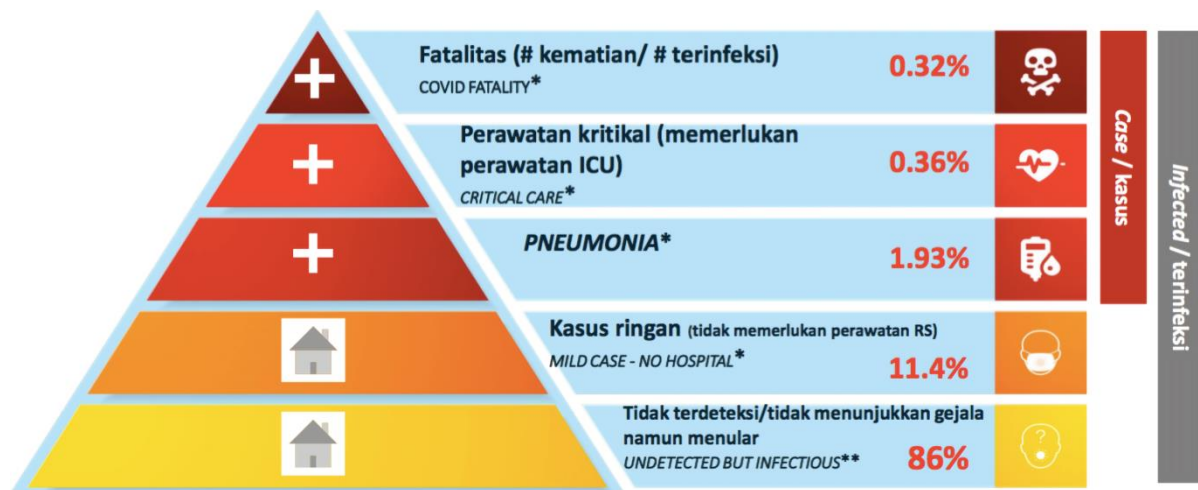 Fatalitas (# kematian/ # terinfeksi)
COVID FATALITY*
0.32%
Perawatan kritikal (memerlukan
perawatan ICU)
CRITICAL CARE*
0.36%
PNEUMONIA*
1.93%
Kasus ringan (tidak memerlukan perawatan RS)
MILD CASE - NO HOSPITAL*
11.4%
Tidak terdeteksi/tidak menunjukkan gejala
namun menular
UNDETECTED BUT INFECTIOUS**
86%
?
Case / kasus
Infected / terinfeksi